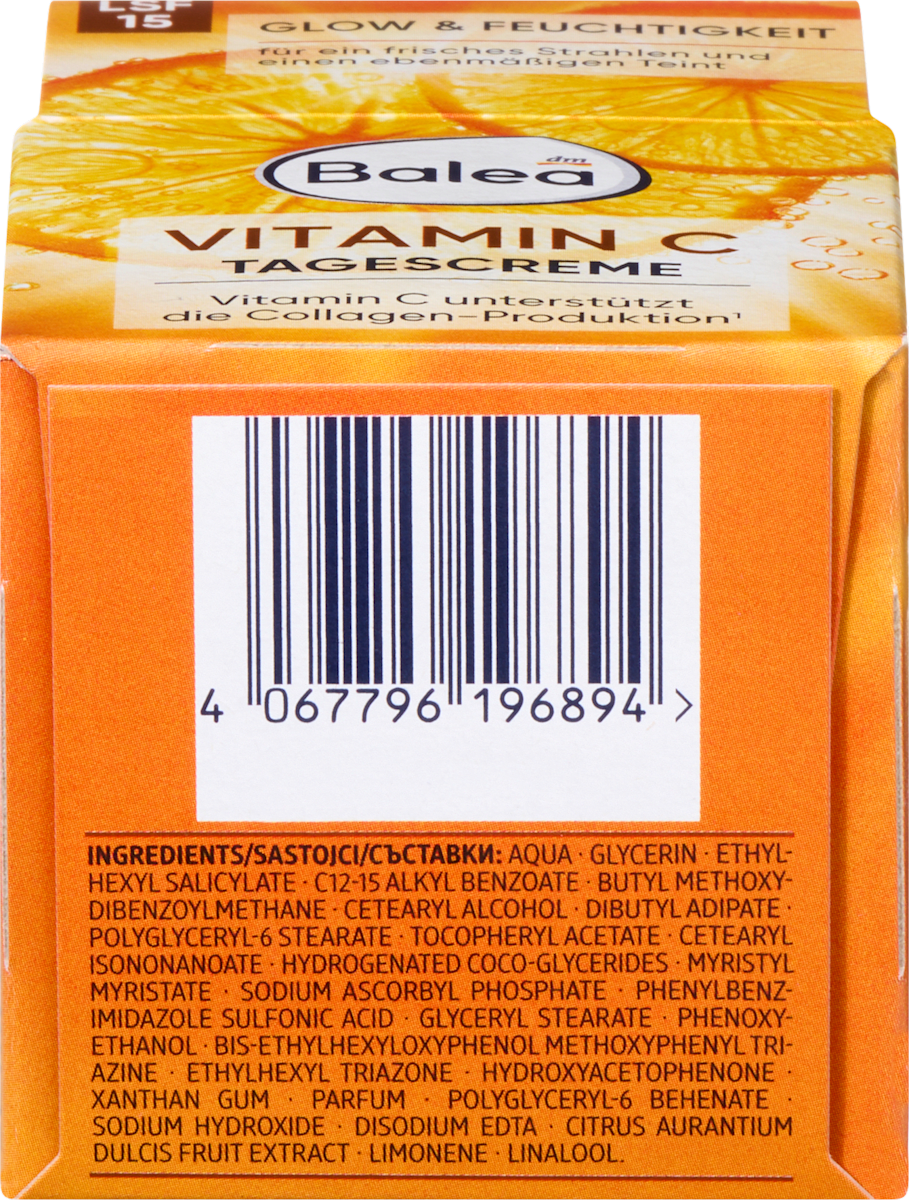 LSF
15
GLOW & FEUCHTIGKEIT
für ein frisches Strahlen und
einen ebenmäßigen Teint
Balea
dm
VITAMIN C
TAGESCREME
Vitamin C unterstützt
die Collagen-Produktion¹
4 067796 196894 >
INGREDIENTS/SASTOJCI/СЪСТАВКИ: AQUA · GLYCERIN · ETHYL-
HEXYL SALICYLATE · C12-15 ALKYL BENZOATE · BUTYL METHOXY-
DIBENZOYLMETHANE · CETEARYL ALCOHOL · DIBUTYL ADIPATE ·
POLYGLYCERYL-6 STEARATE · TOCOPHERYL ACETATE · CETEARYL
ISONONANOATE · HYDROGENATED COCO-GLYCERIDES · MYRISTYL
MYRISTATE · SODIUM ASCORBYL PHOSPHATE · PHENYLBENZ-
IMIDAZOLE SULFONIC ACID · GLYCERYL STEARATE · PHENOXY-
ETHANOL · BIS-ETHYLHEXYLOXYPHENOL METHOXYPHENYL TRI-
AZINE · ETHYLHEXYL TRIAZONE · HYDROXYACETOPHENONE ·
XANTHAN GUM · PARFUM · POLYGLYCERYL-6 BEHENATE ·
SODIUM HYDROXIDE · DISODIUM EDTA · CITRUS AURANTIUM
DULCIS FRUIT EXTRACT · LIMONENE · LINALOOL.